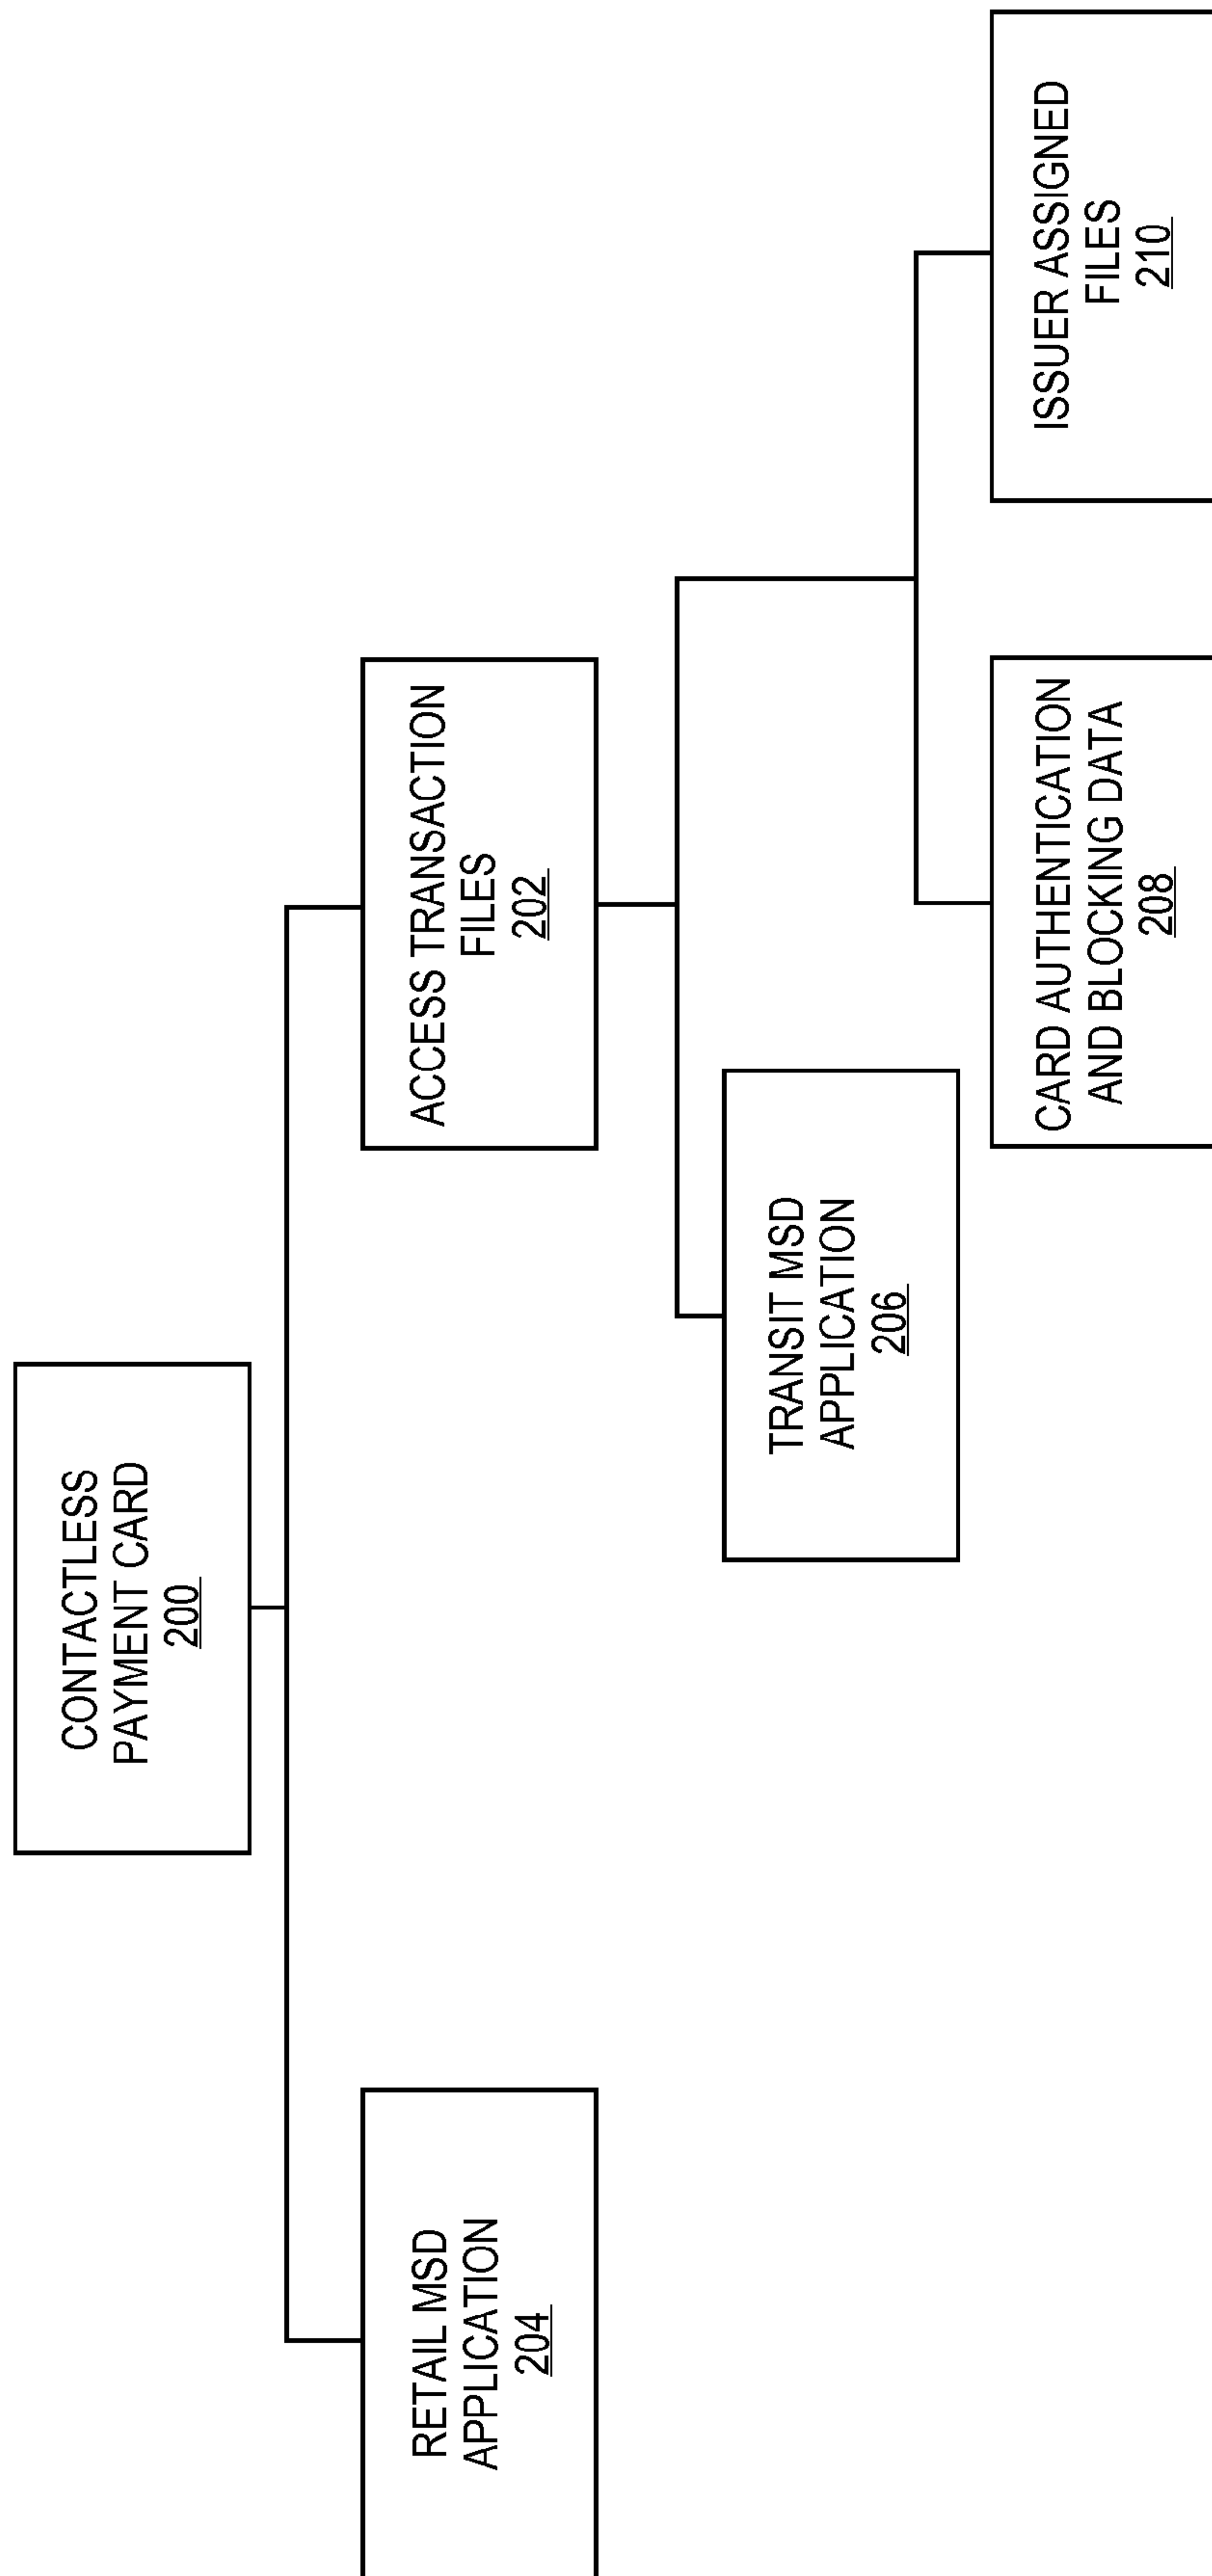 CONTACTLESS
PAYMENT CARD
200
RETAIL MSD
APPLICATION
204
ACCESS TRANSACTION
FILES
202
TRANSIT MSD
APPLICATION
206
CARD AUTHENTICATION
AND BLOCKING DATA
208
ISSUER ASSIGNED
FILES
210